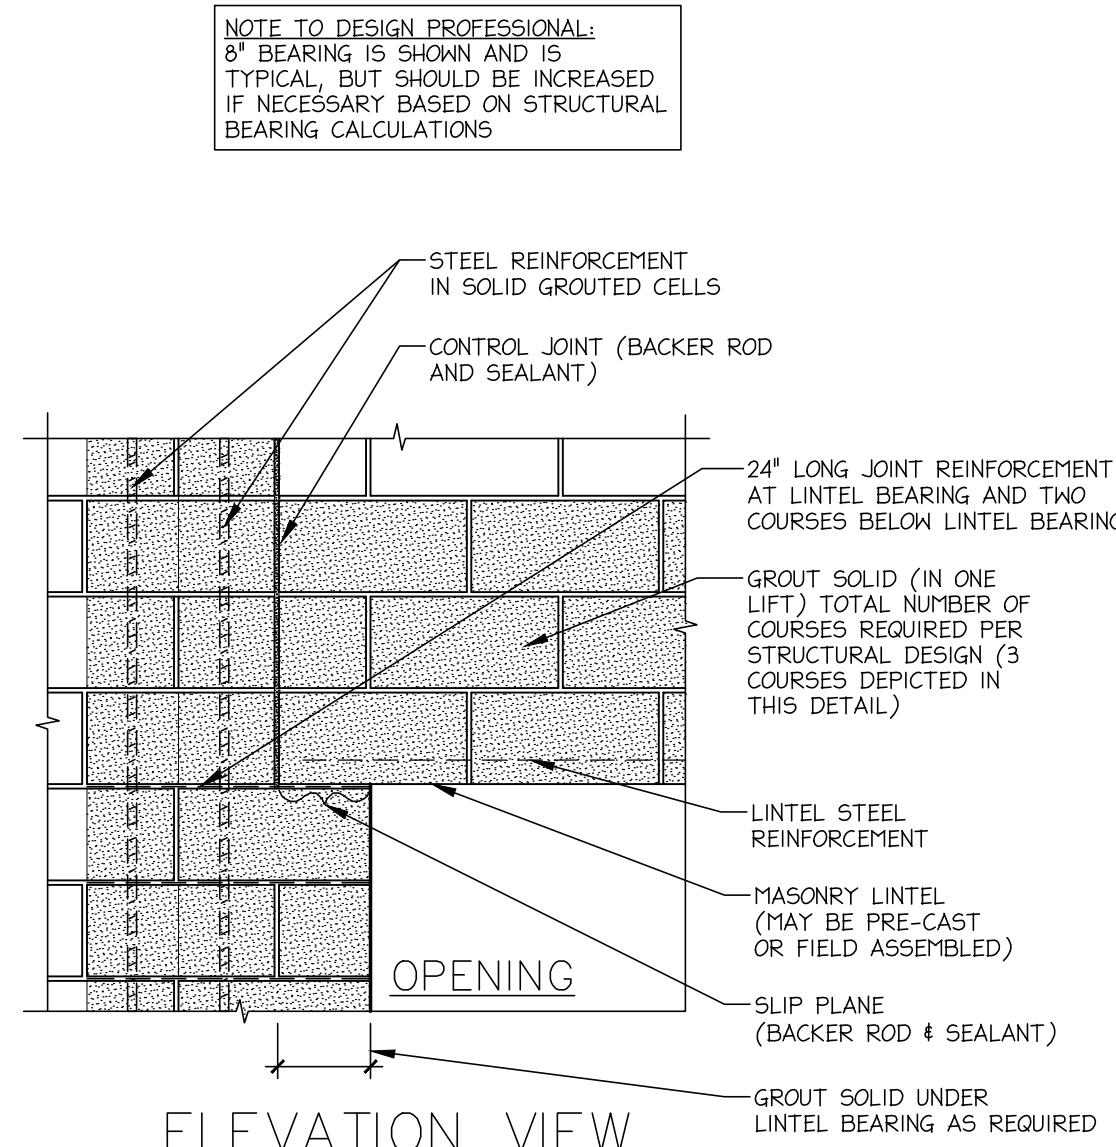 NOTE TO DESIGN PROFESSIONAL:
8" BEARING IS SHOWN AND IS
TYPICAL, BUT SHOULD BE INCREASED
IF NECESSARY BASED ON STRUCTURAL
BEARING CALCULATIONS
STEEL REINFORCEMENT
IN SOLID GROUTED CELLS
CONTROL JOINT (BACKER ROD
AND SEALANT)
24" LONG JOINT REINFORCEMENT
AT LINTEL BEARING AND TWO
COURSES BELOW LINTEL BEARING
GROUT SOLID (IN ONE
LIFT) TOTAL NUMBER OF
COURSES REQUIRED PER
STRUCTURAL DESIGN (3
COURSES DEPICTED IN
THIS DETAIL)
LINTEL STEEL
REINFORCEMENT
MASONRY LINTEL
(MAY BE PRE-CAST
OR FIELD ASSEMBLED)
OPENING
SLIP PLANE
(BACKER ROD & SEALANT)
GROUT SOLID UNDER
LINTEL BEARING AS REQUIRED
ELEVATION VIEW